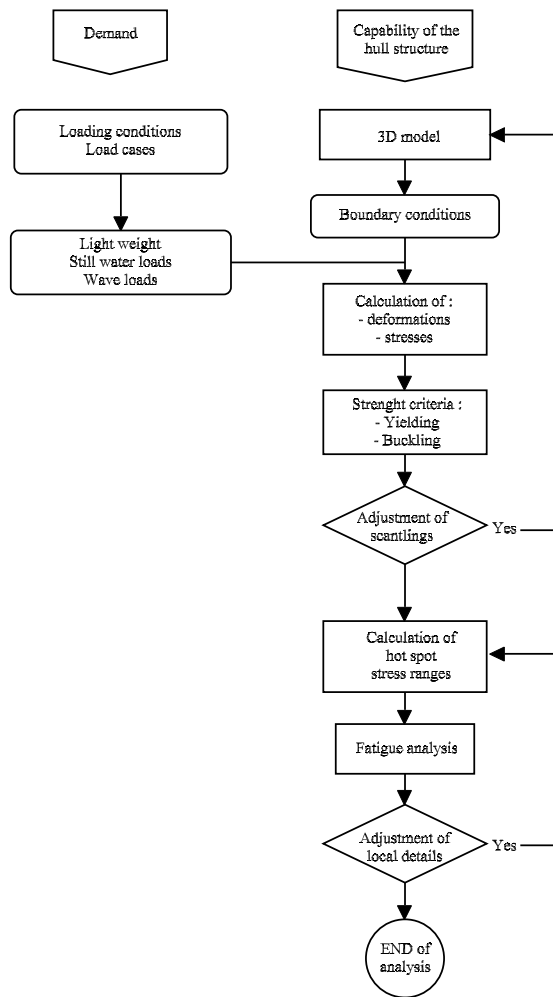 Demand
Capability of the
hull structure
Loading conditions
Load cases
3D model
Boundary conditions
Light weight
Still water loads
Wave loads
Calculation of :
- deformations
- stresses
Strenght criteria :
- Yielding
- Buckling
Adjustment of
scantlings
Yes
Calculation of
hot spot
stress ranges
Fatigue analysis
Adjustment of
local details
Yes
END of
analysis